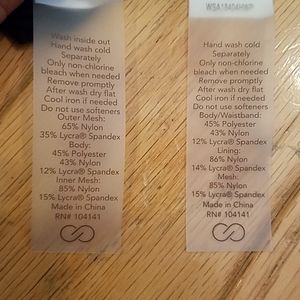 Wash inside out
Hand wash cold
Separately
Only non-chlorine
bleach when needed
Remove promptly
After wash dry flat
Cool iron if needed
Do not use softeners
Outer Mesh:
65% Nylon
35% Lycra® Spandex
Body:
45% Polyester
43% Nylon
12% Lycra® Spandex
Inner Mesh:
85% Nylon
15% Lycra® Spandex
Made in China
RN# 104141
Hand wash cold
Separately
Only non-chlorine
bleach when needed
Remove promptly
After wash dry flat
Cool iron if needed
Do not use softeners
Body/Waistband:
45% Polyester
43% Nylon
12% Lycra® Spandex
Lining:
86% Nylon
14% Lycra® Spandex
Mesh:
85% Nylon
15% Lycra® Spandex
Made in China
RN# 104141